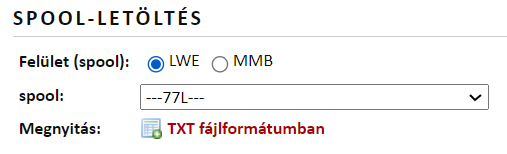 SPOOL-LETÖLTÉS
Felület (spool): LWE MMB
spool: ---77L---
Megnyitás: TXT fájlformátumban